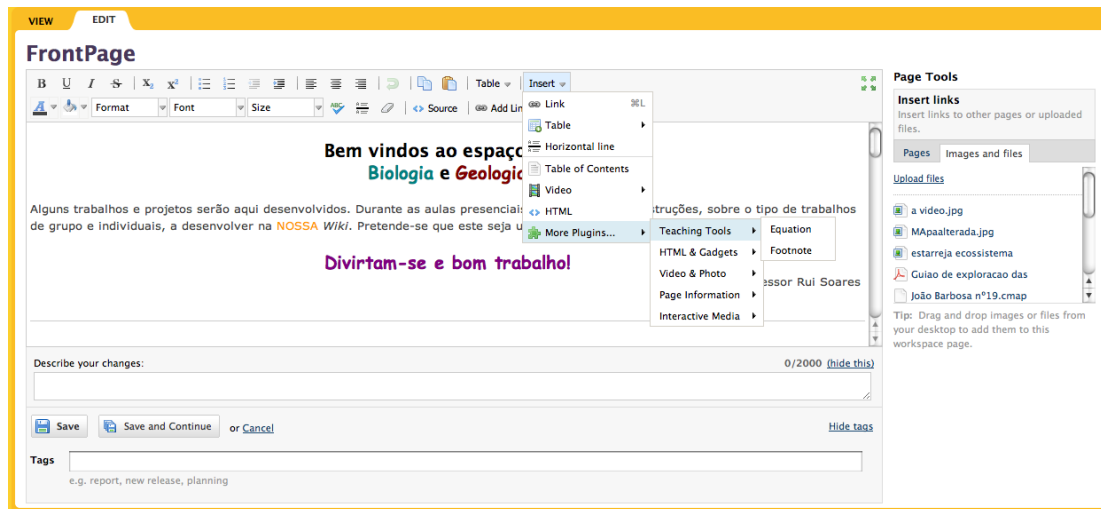 VIEW EDIT
FrontPage
B U I S X₂ x² Table Insert
A Format Font Size ABC Source Add Lin
Link ⌘L
Table
Horizontal line
Table of Contents
Video
HTML
More Plugins...
Teaching Tools
HTML & Gadgets
Video & Photo
Page Information
Interactive Media
Equation
Footnote
Bem vindos ao espaço
Biologia e Geologi
Alguns trabalhos e projetos serão aqui desenvolvidos. Durante as aulas presenciai struções, sobre o tipo de trabalhos
de grupo e individuais, a desenvolver na NOSSA Wiki. Pretende-se que este seja u
Divirtam-se e bom trabalho!
essor Rui Soares
Describe your changes: 0/2000 (hide this)
Save Save and Continue or Cancel Hide tags
Tags
e.g. report, new release, planning
Page Tools
Insert links
Insert links to other pages or uploaded
files.
Pages Images and files
Upload files
a video.jpg
MApaalterada.jpg
estarreja ecossistema
Guiao de exploracao das
João Barbosa nº19.cmap
Tip: Drag and drop images or files from
your desktop to add them to this
workspace page.